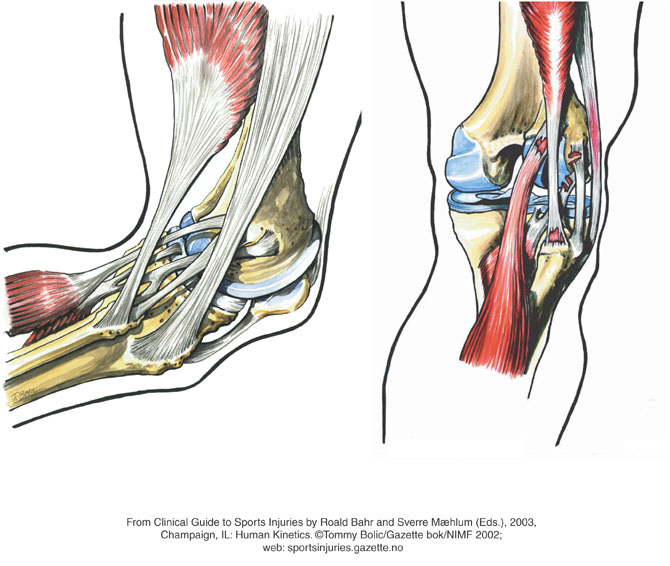 From Clinical Guide to Sports Injuries by Roald Bahr and Sverre Mæhlum (Eds.), 2003,
Champaign, IL: Human Kinetics. ©Tommy Bolic/Gazette bok/NIMF 2002;
web: sportsinjuries.gazette.no